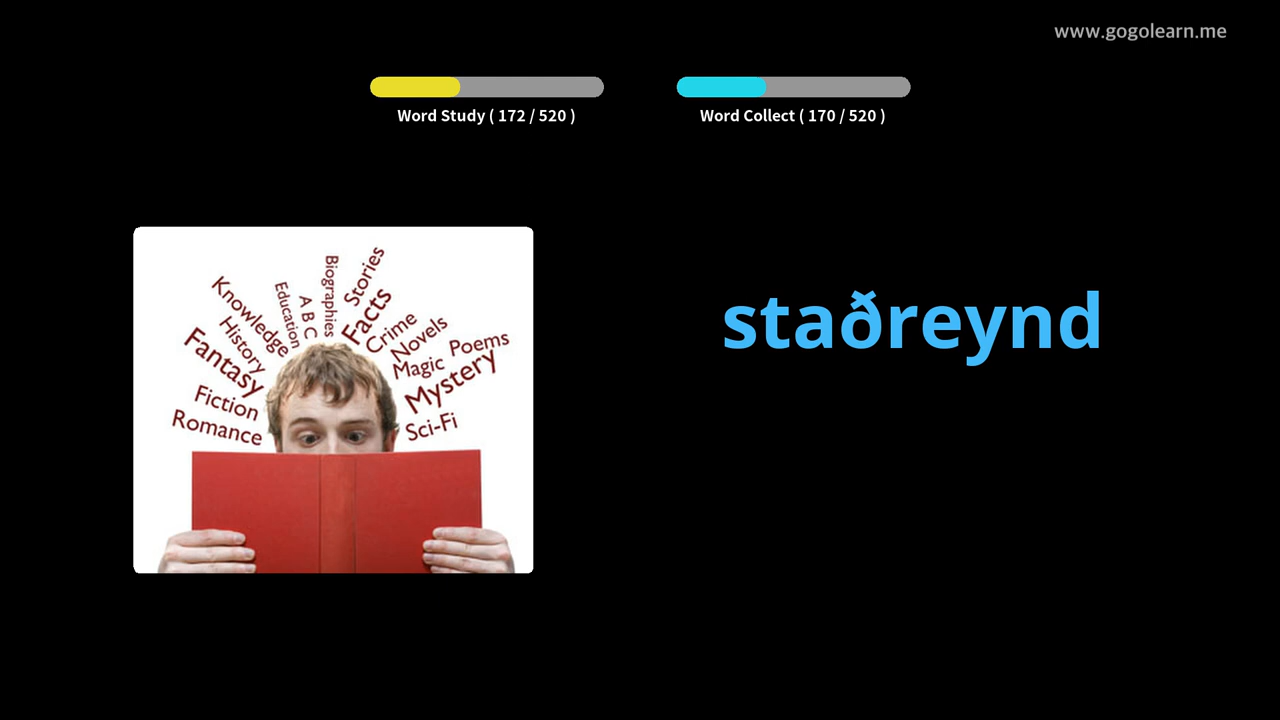 www.gogolearn.me
Word Study ( 172 / 520 )
Word Collect ( 170 / 520 )
staðreynd
Knowledge
Education
A B C
Biographies
Stories
Facts
History
Crime
Novels
Fantasy
Magic
Poems
Mystery
Fiction
Romance
Sci-Fi